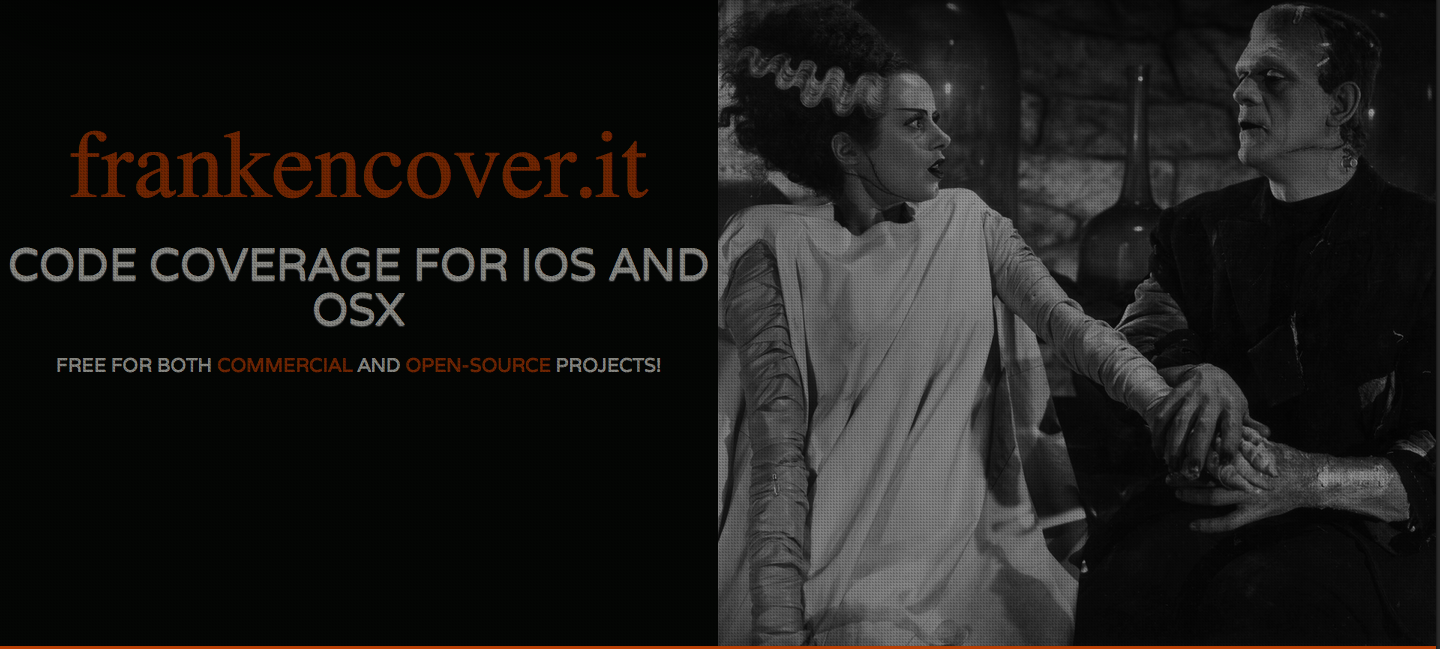 frankencover.it
CODE COVERAGE FOR IOS AND
OSX
FREE FOR BOTH COMMERCIAL AND OPEN-SOURCE PROJECTS!